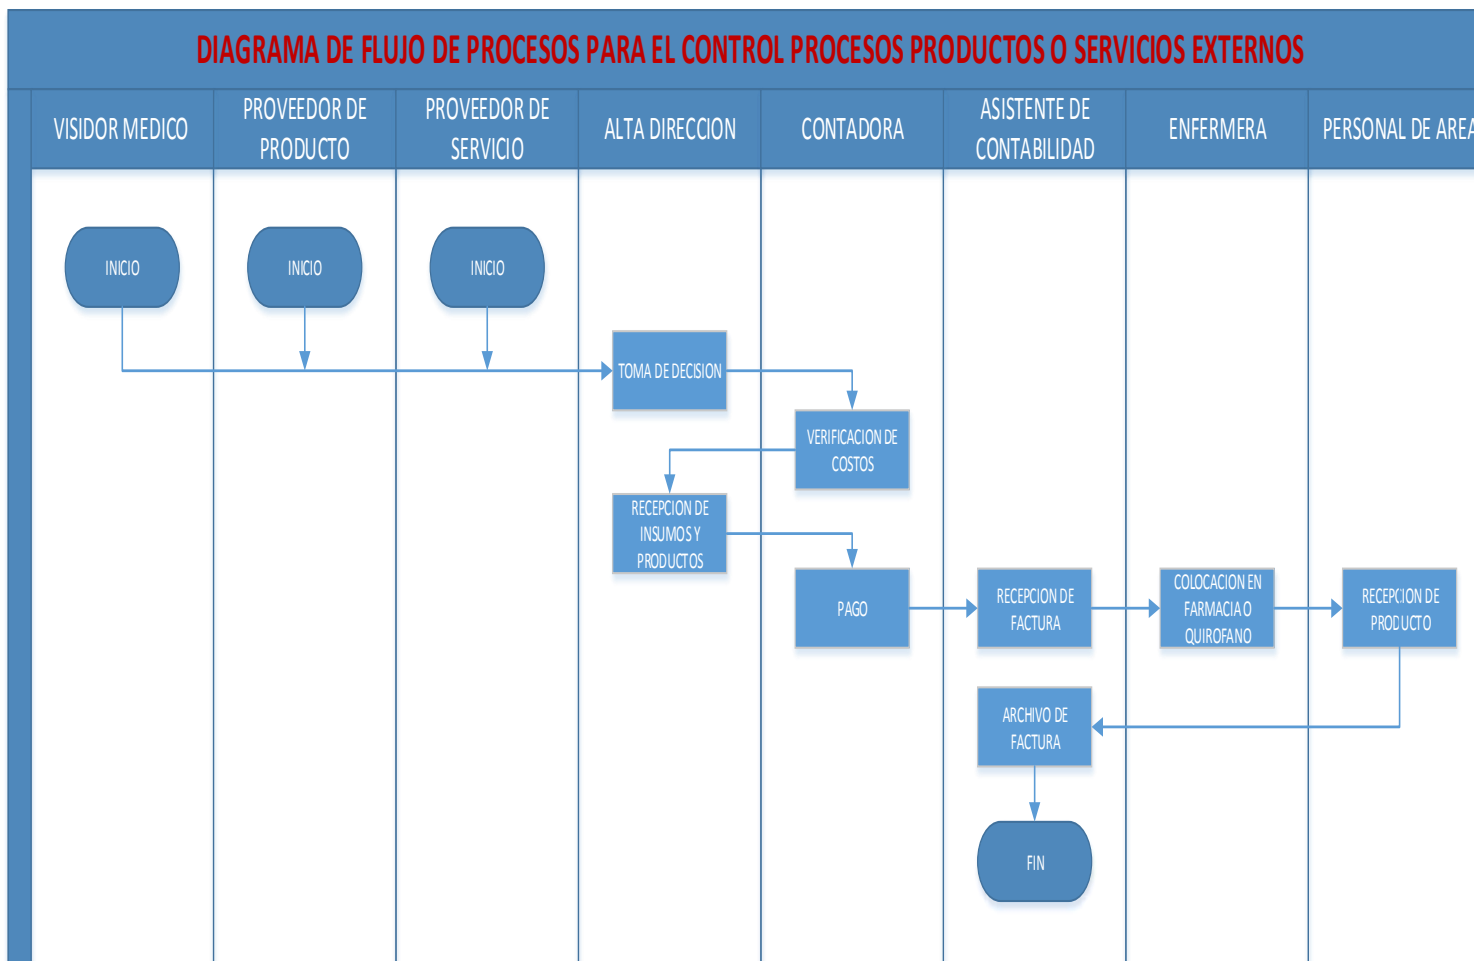 DIAGRAMA DE FLUJO DE PROCESOS PARA EL CONTROL PROCESOS PRODUCTOS O SERVICIOS EXTERNOS
VISIDOR MEDICO
PROVEEDOR DE
PRODUCTO
PROVEEDOR DE
SERVICIO
ALTA DIRECCION
CONTADORA
ASISTENTE DE
CONTABILIDAD
ENFERMERA
PERSONAL DE AREA
INICIO
INICIO
INICIO
TOMA DE DECISION
VERIFICACION DE
COSTOS
RECEPCION DE
INSUMOS Y
PRODUCTOS
PAGO
RECEPCION DE
FACTURA
COLOCACION EN
FARMACIA O
QUIROFANO
RECEPCION DE
PRODUCTO
ARCHIVO DE
FACTURA
FIN